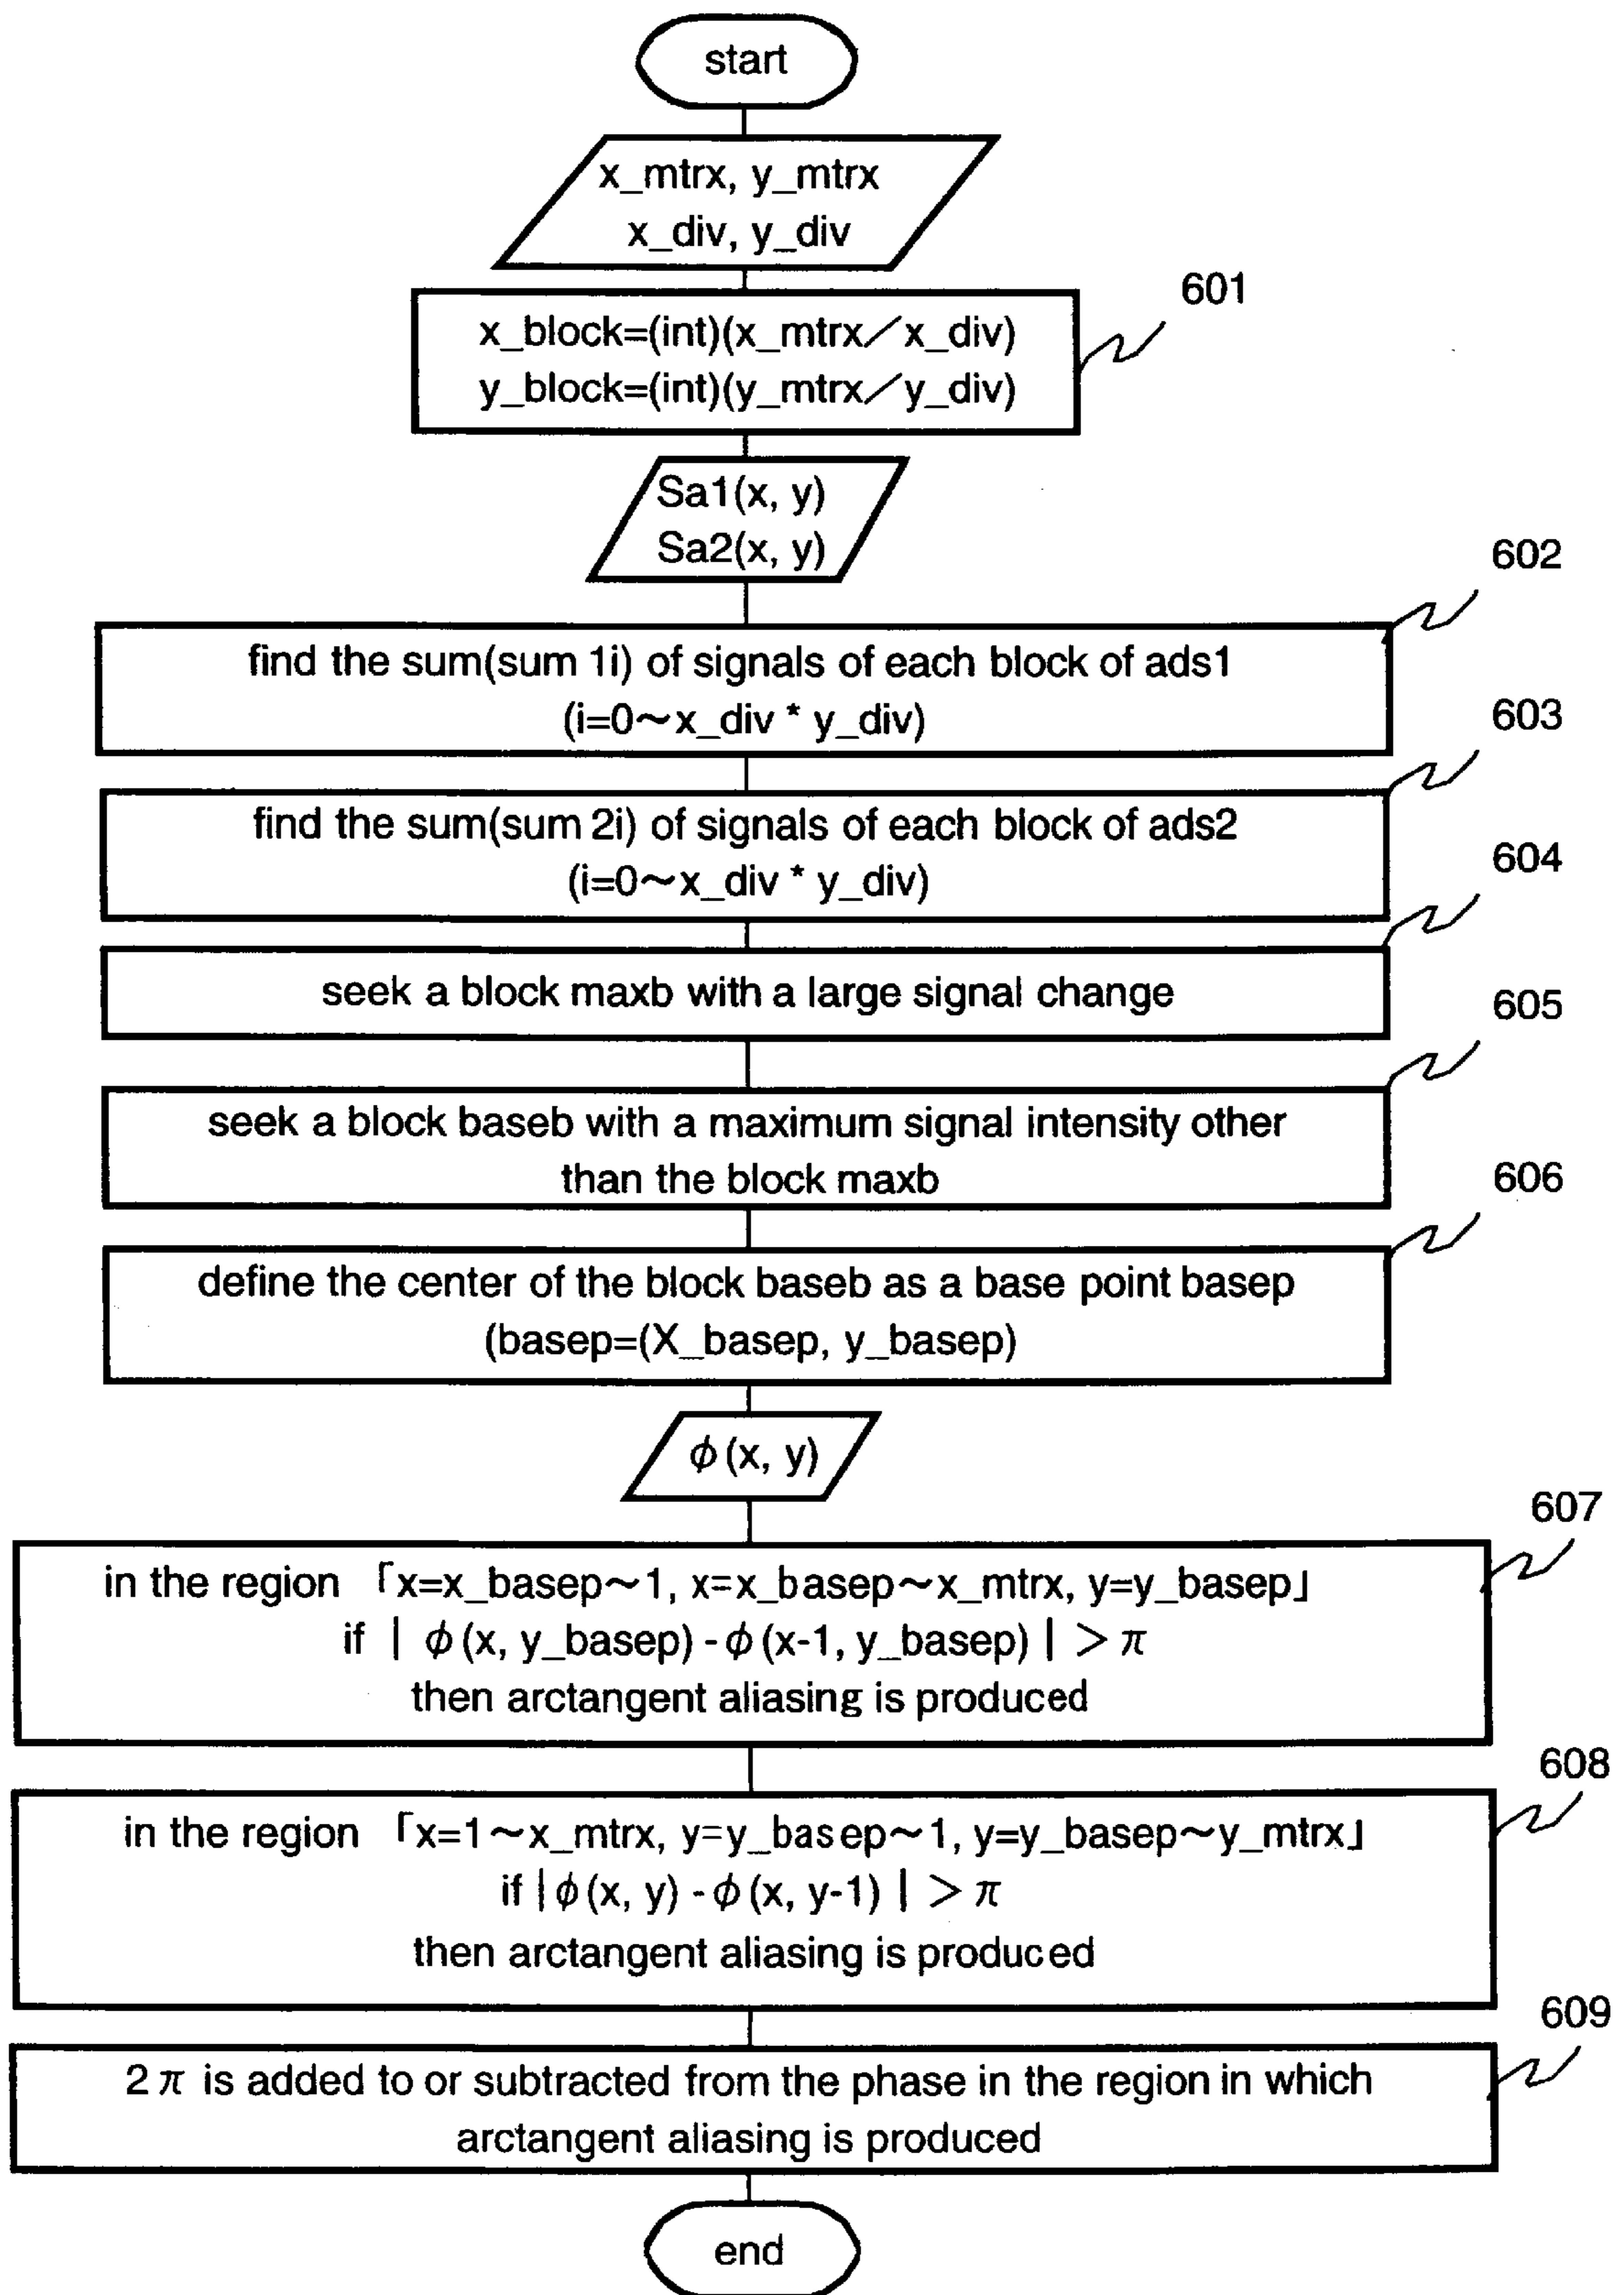 start
x_mtrx, y_mtrx
x_div, y_div
601
x_block=(int)(x_mtrx／x_div)
y_block=(int)(y_mtrx／y_div)
Sa1(x, y)
Sa2(x, y)
602
find the sum(sum 1i) of signals of each block of ads1
(i=0～x_div * y_div)
603
find the sum(sum 2i) of signals of each block of ads2
(i=0～x_div * y_div)
604
seek a block maxb with a large signal change
605
seek a block baseb with a maximum signal intensity other
than the block maxb
606
define the center of the block baseb as a base point basep
(basep=(X_basep, y_basep)
ϕ(x, y)
607
in the region 「x=x_basep～1, x=x_basep～x_mtrx, y=y_basep」
if | ϕ(x, y_basep) - ϕ(x-1, y_basep) | > π
then arctangent aliasing is produced
608
in the region 「x=1～x_mtrx, y=y_basep～1, y=y_basep～y_mtrx」
if | ϕ(x, y) - ϕ(x, y-1) | > π
then arctangent aliasing is produced
609
2π is added to or subtracted from the phase in the region in which
arctangent aliasing is produced
end